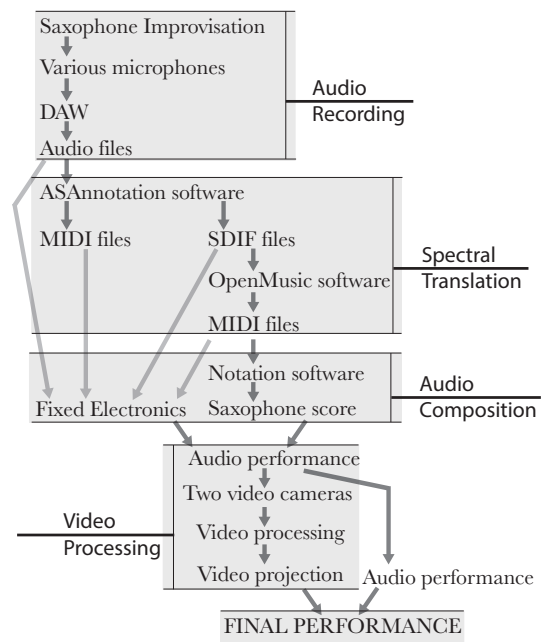 Saxophone Improvisation
Various microphones
DAW
Audio files
Audio
Recording
ASAnnotation software
MIDI files
SDIF files
OpenMusic software
MIDI files
Spectral
Translation
Notation software
Fixed Electronics
Saxophone score
Audio
Composition
Audio performance
Two video cameras
Video processing
Video projection
Video
Processing
Audio performance
FINAL PERFORMANCE